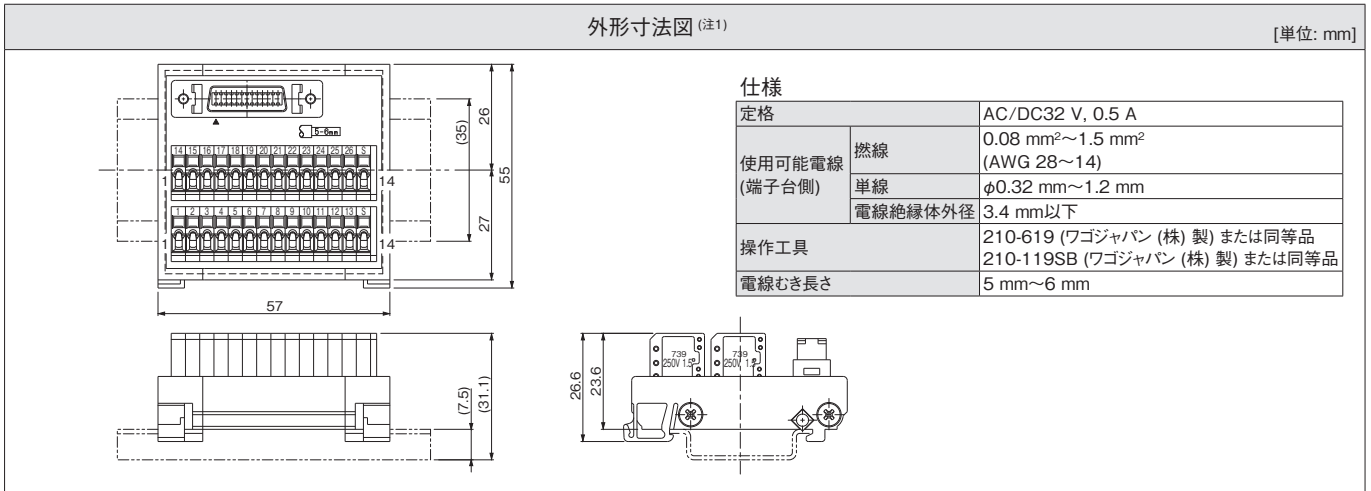 外形寸法図 (注1)
[単位: mm]
5-6mm
14 15 16 17 18 19 20 21 22 23 24 25 26 S
1 14
1 2 3 4 5 6 7 8 9 10 11 12 13 S
1 14
(35)
26
27
55
57
仕様
定格 AC/DC32 V, 0.5 A
使用可能電線
(端子台側)
撚線 0.08 mm²～1.5 mm²
(AWG 28～14)
単線 φ0.32 mm～1.2 mm
電線絶縁体外径 3.4 mm以下
操作工具 210-619 (ワゴジャパン (株) 製) または同等品
210-119SB (ワゴジャパン (株) 製) または同等品
電線むき長さ 5 mm～6 mm
(7.5)
(31.1)
26.6
23.6
739
250V 1.5
739
250V 1.5